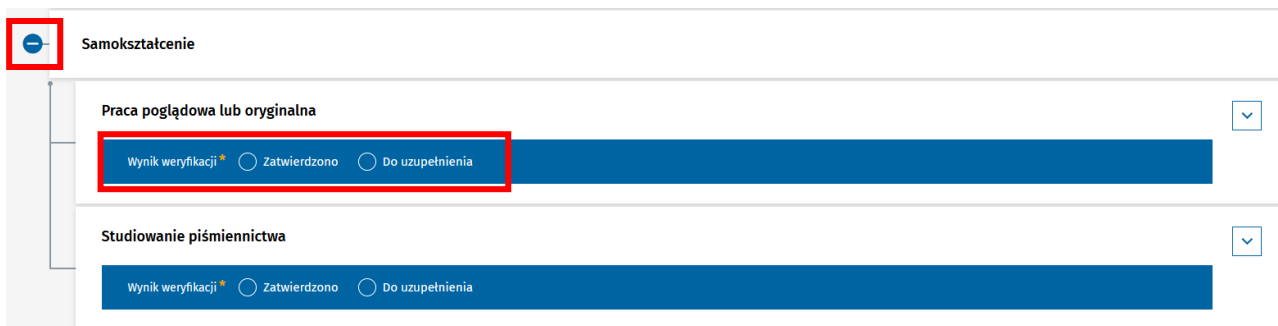 Samokształcenie
Praca poglądowa lub oryginalna
Wynik weryfikacji * Zatwierdzono Do uzupełnienia
Studiowanie piśmiennictwa
Wynik weryfikacji * Zatwierdzono Do uzupełnienia